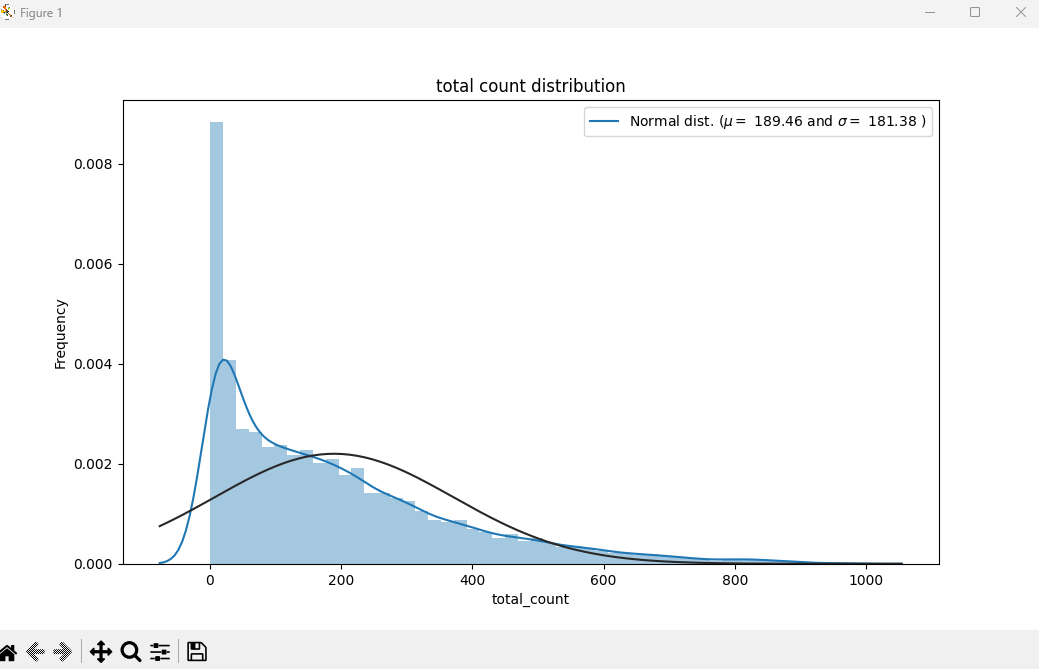 Figure 1
total count distribution
Normal dist. (μ = 189.46 and σ = 181.38 )
0.008
0.006
0.004
0.002
0.000
Frequency
0 200 400 600 800 1000
total_count